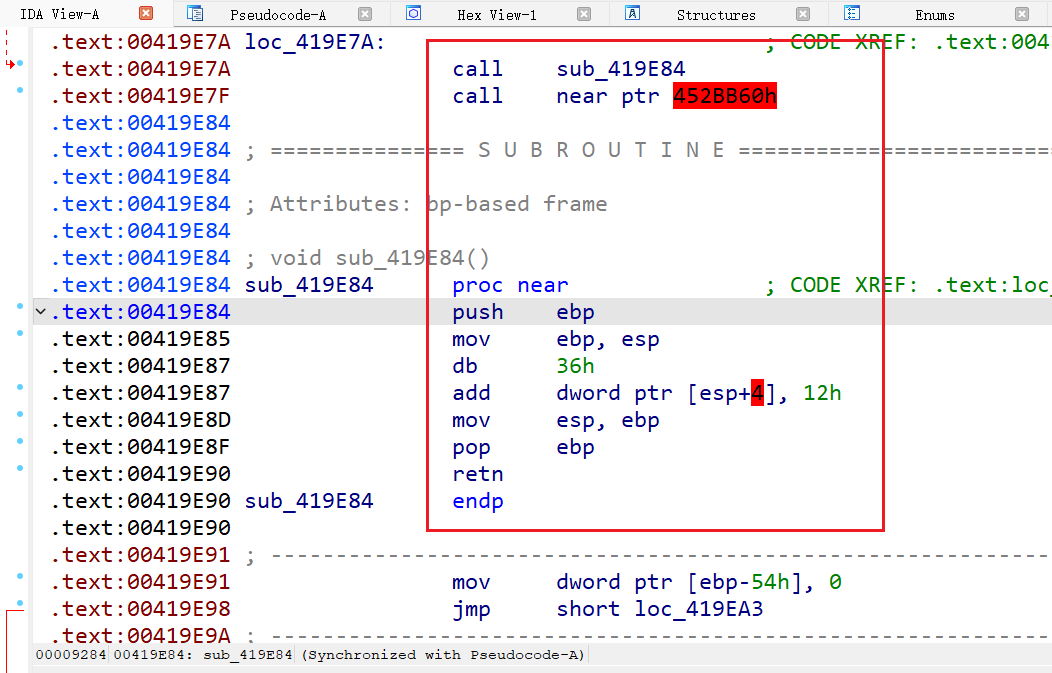 IDA View-A Pseudocode-A Hex View-1 Structures Enums
.text:00419E7A loc_419E7A: ; CODE XREF: .text:004
.text:00419E7A call sub_419E84
.text:00419E7F call near ptr 452BB60h
.text:00419E84
.text:00419E84 ; =============== S U B R O U T I N E ==========================
.text:00419E84
.text:00419E84 ; Attributes: bp-based frame
.text:00419E84
.text:00419E84 ; void sub_419E84()
.text:00419E84 sub_419E84 proc near ; CODE XREF: .text:loc_
.text:00419E84 push ebp
.text:00419E85 mov ebp, esp
.text:00419E87 db 36h
.text:00419E87 add dword ptr [esp+4], 12h
.text:00419E8D mov esp, ebp
.text:00419E8F pop ebp
.text:00419E90 retn
.text:00419E90 sub_419E84 endp
.text:00419E90
.text:00419E91 ; ------------------------------------------------------------
.text:00419E91 mov dword ptr [ebp-54h], 0
.text:00419E98 jmp short loc_419EA3
.text:00419E9A ; ------------------------------------------------------------
00009284 00419E84: sub_419E84 (Synchronized with Pseudocode-A)